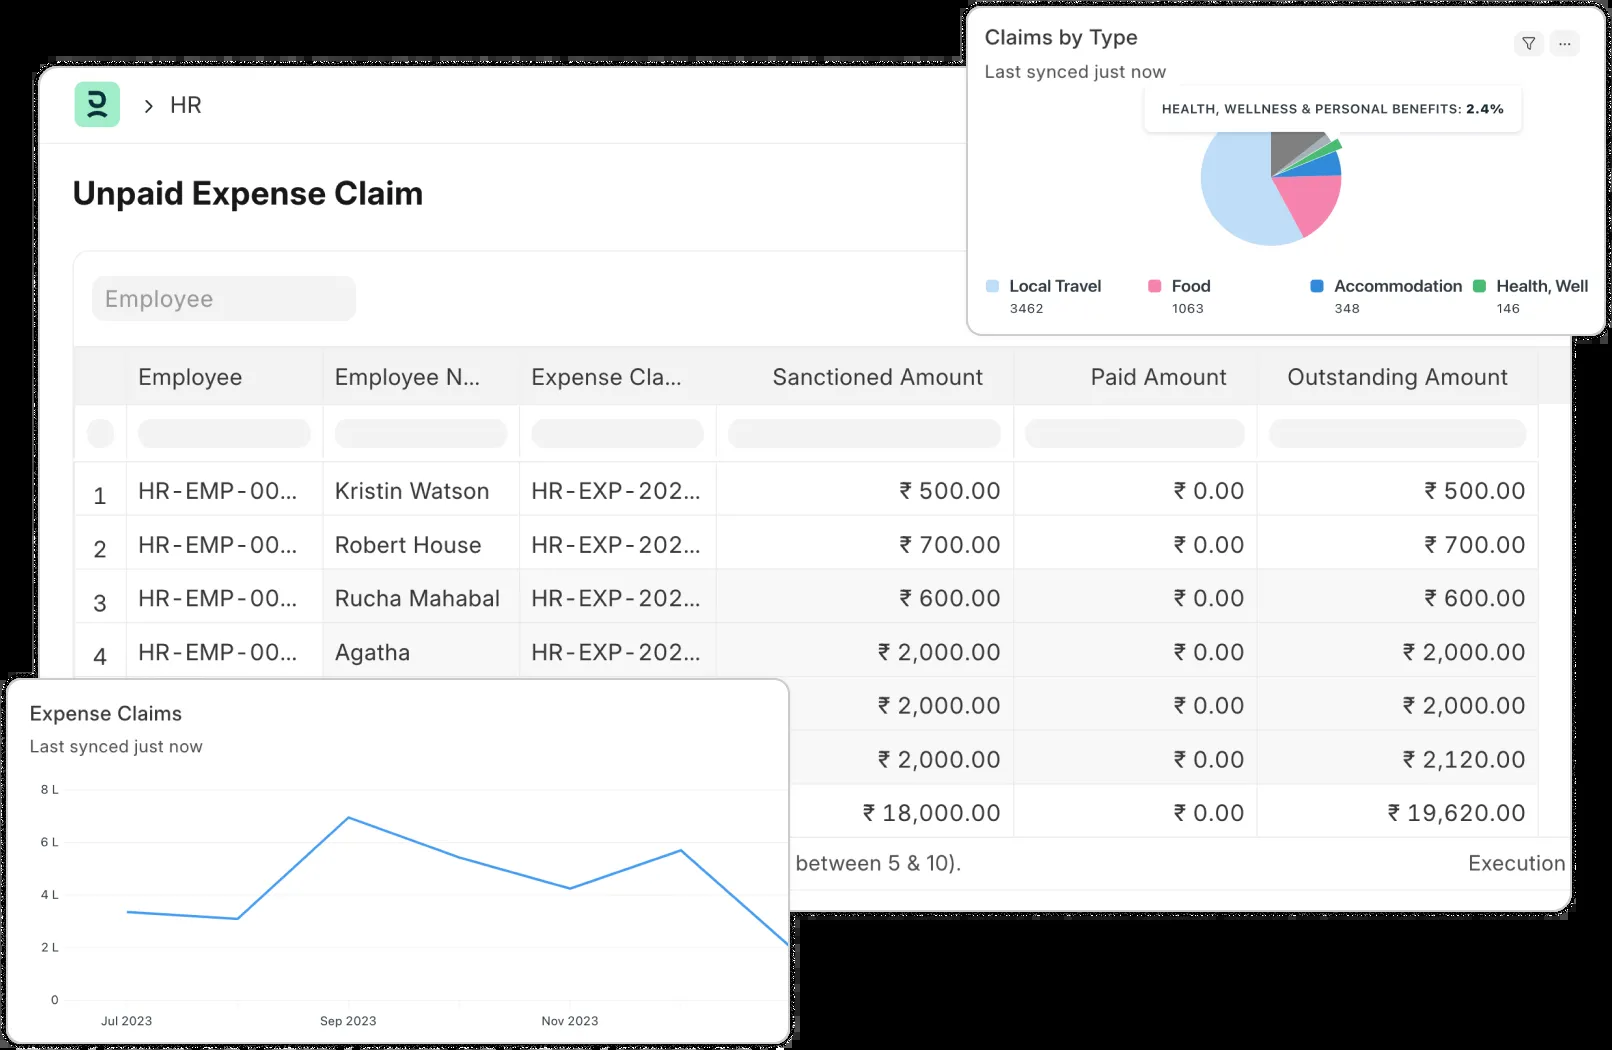 HR
Unpaid Expense Claim
Employee
Employee Employee N... Expense Cla... Sanctioned Amount Paid Amount Outstanding Amount
1 HR-EMP-00... Kristin Watson HR-EXP-202... ₹ 500.00 ₹ 0.00 ₹ 500.00
2 HR-EMP-00... Robert House HR-EXP-202... ₹ 700.00 ₹ 0.00 ₹ 700.00
3 HR-EMP-00... Rucha Mahabal HR-EXP-202... ₹ 600.00 ₹ 0.00 ₹ 600.00
4 HR-EMP-00... Agatha HR-EXP-202... ₹ 2,000.00 ₹ 0.00 ₹ 2,000.00
₹ 2,000.00 ₹ 0.00 ₹ 2,000.00
₹ 2,000.00 ₹ 0.00 ₹ 2,120.00
₹ 18,000.00 ₹ 0.00 ₹ 19,620.00
between 5 & 10). Execution
Claims by Type
Last synced just now
HEALTH, WELLNESS & PERSONAL BENEFITS: 2.4%
Local Travel Food Accommodation Health, Well
3462 1063 348 146
Expense Claims
Last synced just now
8 L
6 L
4 L
2 L
0
Jul 2023 Sep 2023 Nov 2023